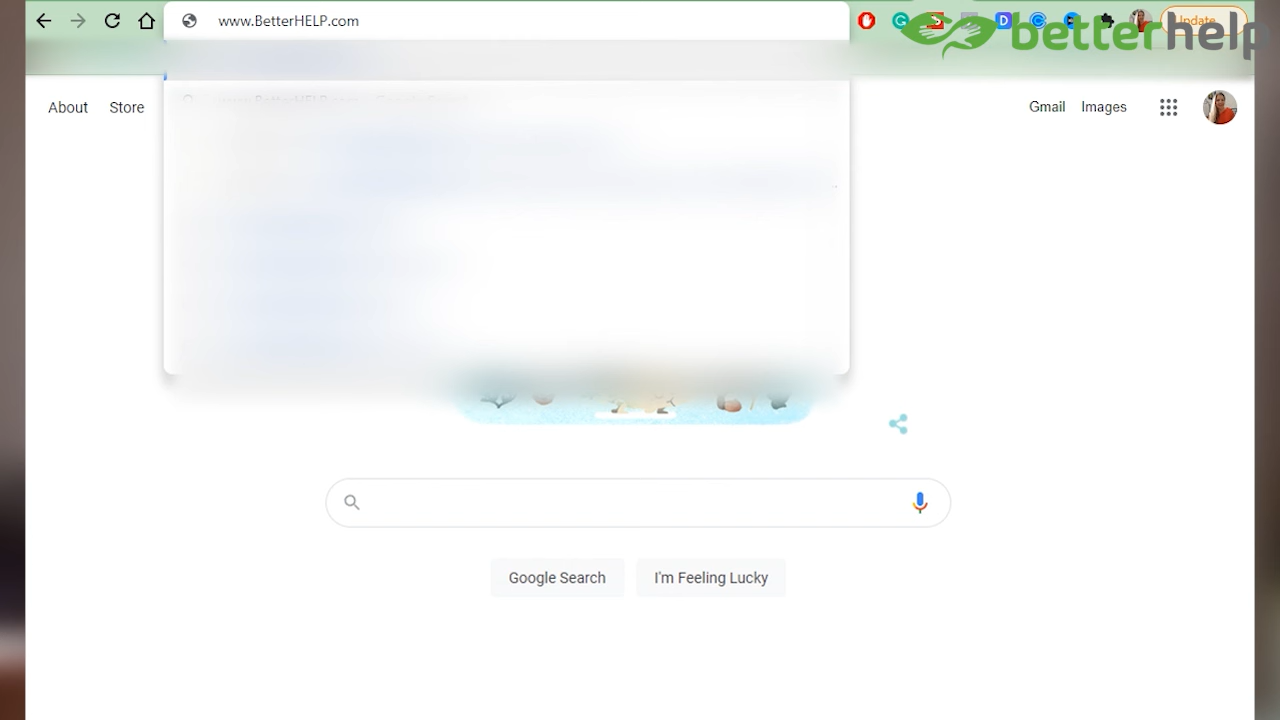 www.BetterHELP.com
Update
betterhelp
About
Store
Gmail
Images
Google Search
I'm Feeling Lucky